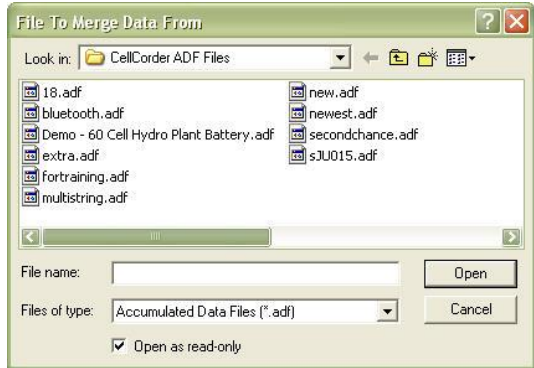 File To Merge Data From
Look in: CellCorder ADF Files
18.adf
bluetooth.adf
Demo - 60 Cell Hydro Plant Battery.adf
extra.adf
fortraining.adf
multistring.adf
new.adf
newest.adf
secondchance.adf
sJU015.adf
File name:
Open
Files of type: Accumulated Data Files (*.adf)
Cancel
Open as read-only